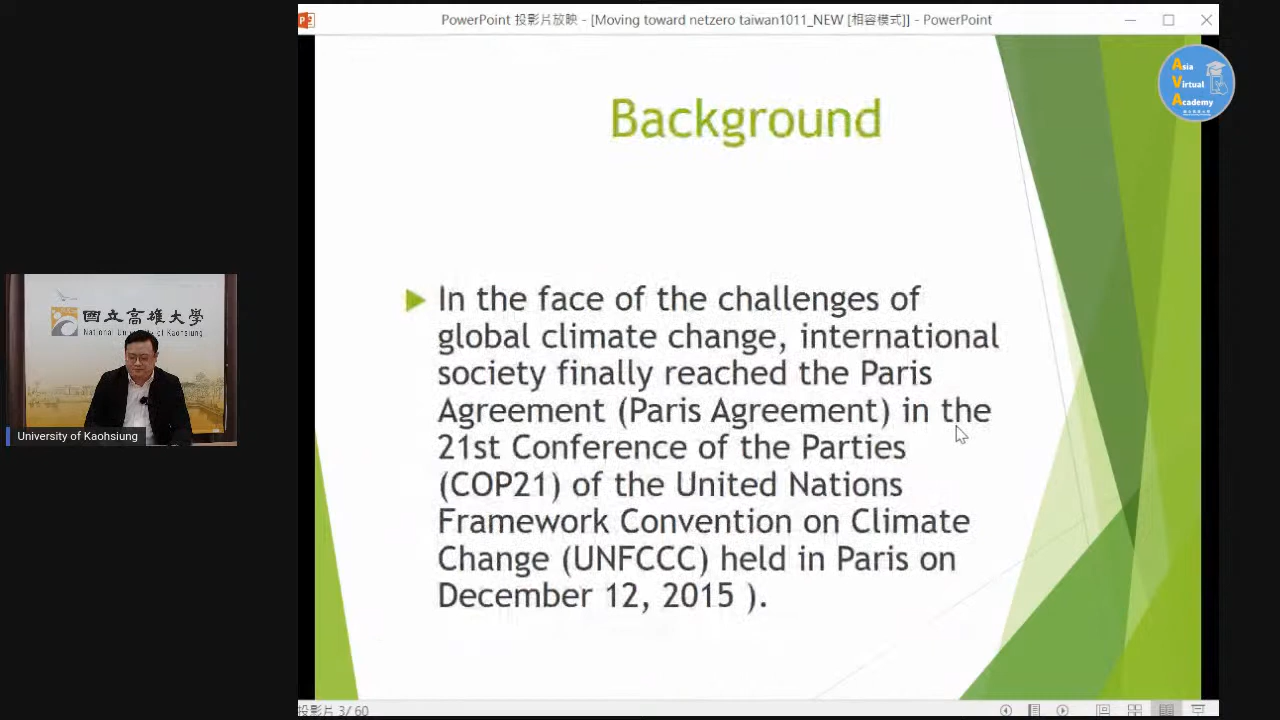 PowerPoint 投影片放映 - [Moving toward netzero taiwan1011_NEW [相容模式]] - PowerPoint
Asia
Virtual
Academy
Background
In the face of the challenges of
global climate change, international
society finally reached the Paris
Agreement (Paris Agreement) in the
21st Conference of the Parties
(COP21) of the United Nations
Framework Convention on Climate
Change (UNFCCC) held in Paris on
December 12, 2015 ).
國立高雄大學
National University of Kaohsiung
University of Kaohsiung
投影片 3/60